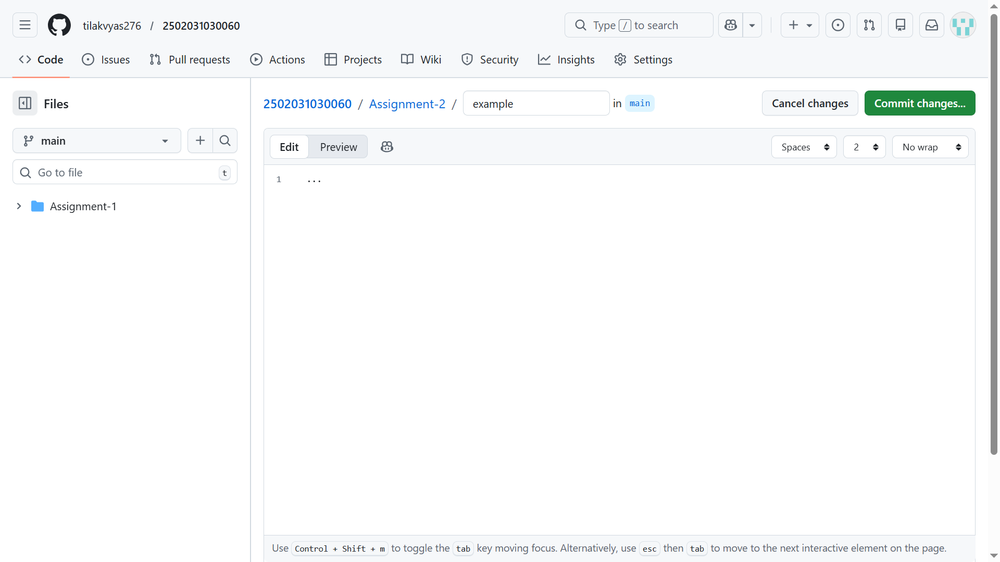 tilakvyas276 / 2502031030060
Type / to search
Code Issues Pull requests Actions Projects Wiki Security Insights Settings
Files
2502031030060 / Assignment-2 / example in main
Cancel changes Commit changes...
main
Edit Preview
Spaces 2 No wrap
Go to file t
1 ...
Assignment-1
Use Control + Shift + m to toggle the tab key moving focus. Alternatively, use esc then tab to move to the next interactive element on the page.